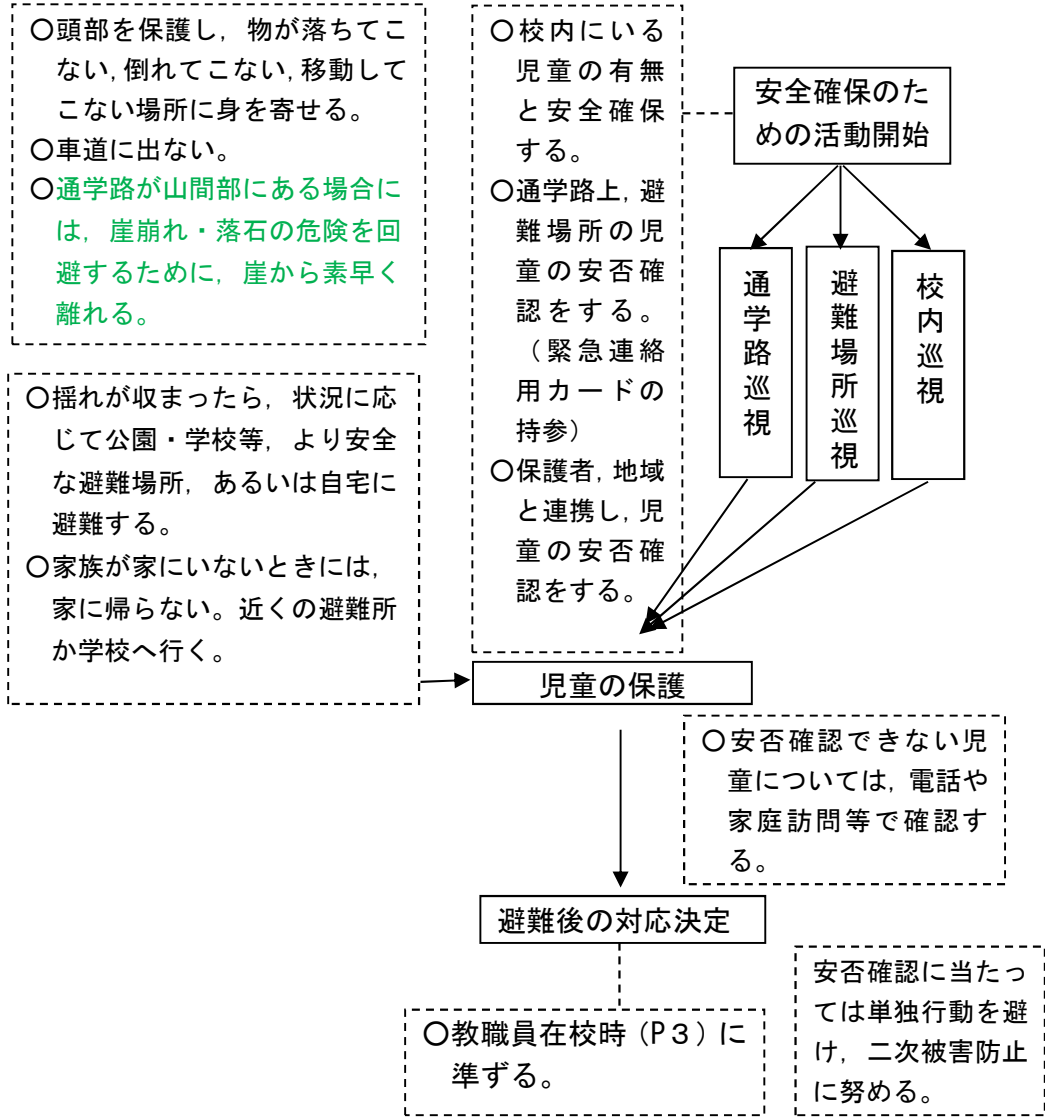 〇頭部を保護し，物が落ちてこ
ない，倒れてこない，移動して
こない場所に身を寄せる。
〇車道に出ない。
〇通学路が山間部にある場合に
は，崖崩れ・落石の危険を回
避するために，崖から素早く
離れる。
〇揺れが収まったら，状況に応
じて公園・学校等，より安全
な避難場所，あるいは自宅に
避難する。
〇家族が家にいないときには，
家に帰らない。近くの避難所
か学校へ行く。
〇校内にいる
児童の有無
と安全確保
する。
〇通学路上，避
難場所の児
童の安否確
認をする。
（緊急連絡
用カードの
持参）
〇保護者，地域
と連携し，児
童の安否確
認をする。
安全確保のた
めの活動開始
通学路巡視
避難場所巡視
校内巡視
児童の保護
〇安否確認できない児
童については，電話や
家庭訪問等で確認す
る。
避難後の対応決定
〇教職員在校時（P３）に
準ずる。
安否確認に当たっ
ては単独行動を避
け，二次被害防止
に努める。